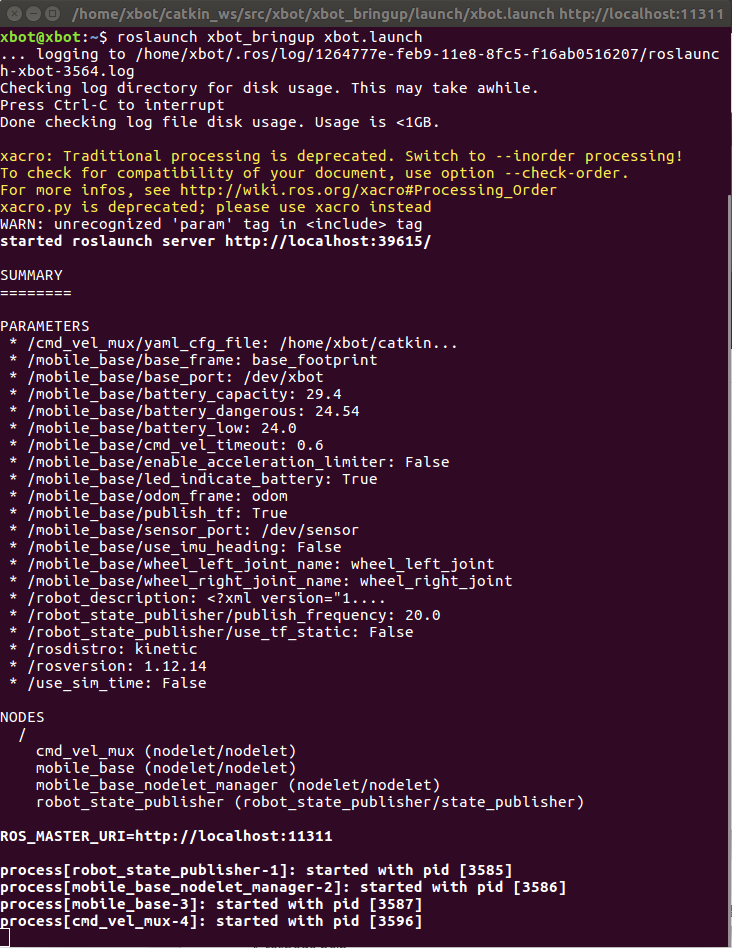 /home/xbot/catkin_ws/src/xbot/xbot_bringup/launch/xbot.launch http://localhost:11311
xbot@xbot:~$ roslaunch xbot_bringup xbot.launch
... logging to /home/xbot/.ros/log/1264777e-feb9-11e8-8fc5-f16ab0516207/roslaunc
h-xbot-3564.log
Checking log directory for disk usage. This may take awhile.
Press Ctrl-C to interrupt
Done checking log file disk usage. Usage is <1GB.
xacro: Traditional processing is deprecated. Switch to --inorder processing!
To check for compatibility of your document, use option --check-order.
For more infos, see http://wiki.ros.org/xacro#Processing_Order
xacro.py is deprecated; please use xacro instead
WARN: unrecognized 'param' tag in <include> tag
started roslaunch server http://localhost:39615/
SUMMARY
========
PARAMETERS
 * /cmd_vel_mux/yaml_cfg_file: /home/xbot/catkin...
 * /mobile_base/base_frame: base_footprint
 * /mobile_base/base_port: /dev/xbot
 * /mobile_base/battery_capacity: 29.4
 * /mobile_base/battery_dangerous: 24.54
 * /mobile_base/battery_low: 24.0
 * /mobile_base/cmd_vel_timeout: 0.6
 * /mobile_base/enable_acceleration_limiter: False
 * /mobile_base/led_indicate_battery: True
 * /mobile_base/odom_frame: odom
 * /mobile_base/publish_tf: True
 * /mobile_base/sensor_port: /dev/sensor
 * /mobile_base/use_imu_heading: False
 * /mobile_base/wheel_left_joint_name: wheel_left_joint
 * /mobile_base/wheel_right_joint_name: wheel_right_joint
 * /robot_description: <?xml version="1....
 * /robot_state_publisher/publish_frequency: 20.0
 * /robot_state_publisher/use_tf_static: False
 * /rosdistro: kinetic
 * /rosversion: 1.12.14
 * /use_sim_time: False
NODES
  /
    cmd_vel_mux (nodelet/nodelet)
    mobile_base (nodelet/nodelet)
    mobile_base_nodelet_manager (nodelet/nodelet)
    robot_state_publisher (robot_state_publisher/state_publisher)
ROS_MASTER_URI=http://localhost:11311
process[robot_state_publisher-1]: started with pid [3585]
process[mobile_base_nodelet_manager-2]: started with pid [3586]
process[mobile_base-3]: started with pid [3587]
process[cmd_vel_mux-4]: started with pid [3596]